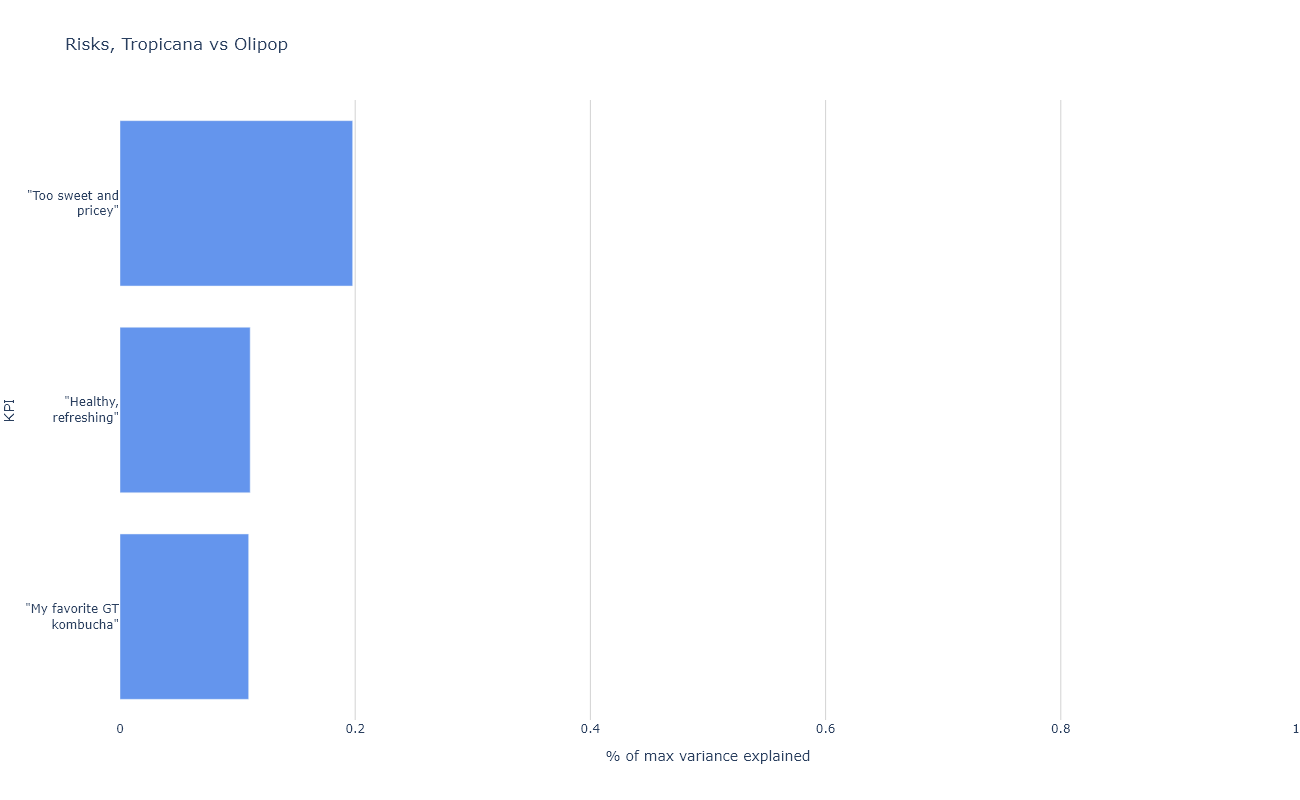 Risks, Tropicana vs Olipop
KPI
"Too sweet and
pricey"
"Healthy,
refreshing"
"My favorite GT
kombucha"
0 0.2 0.4 0.6 0.8 1
% of max variance explained